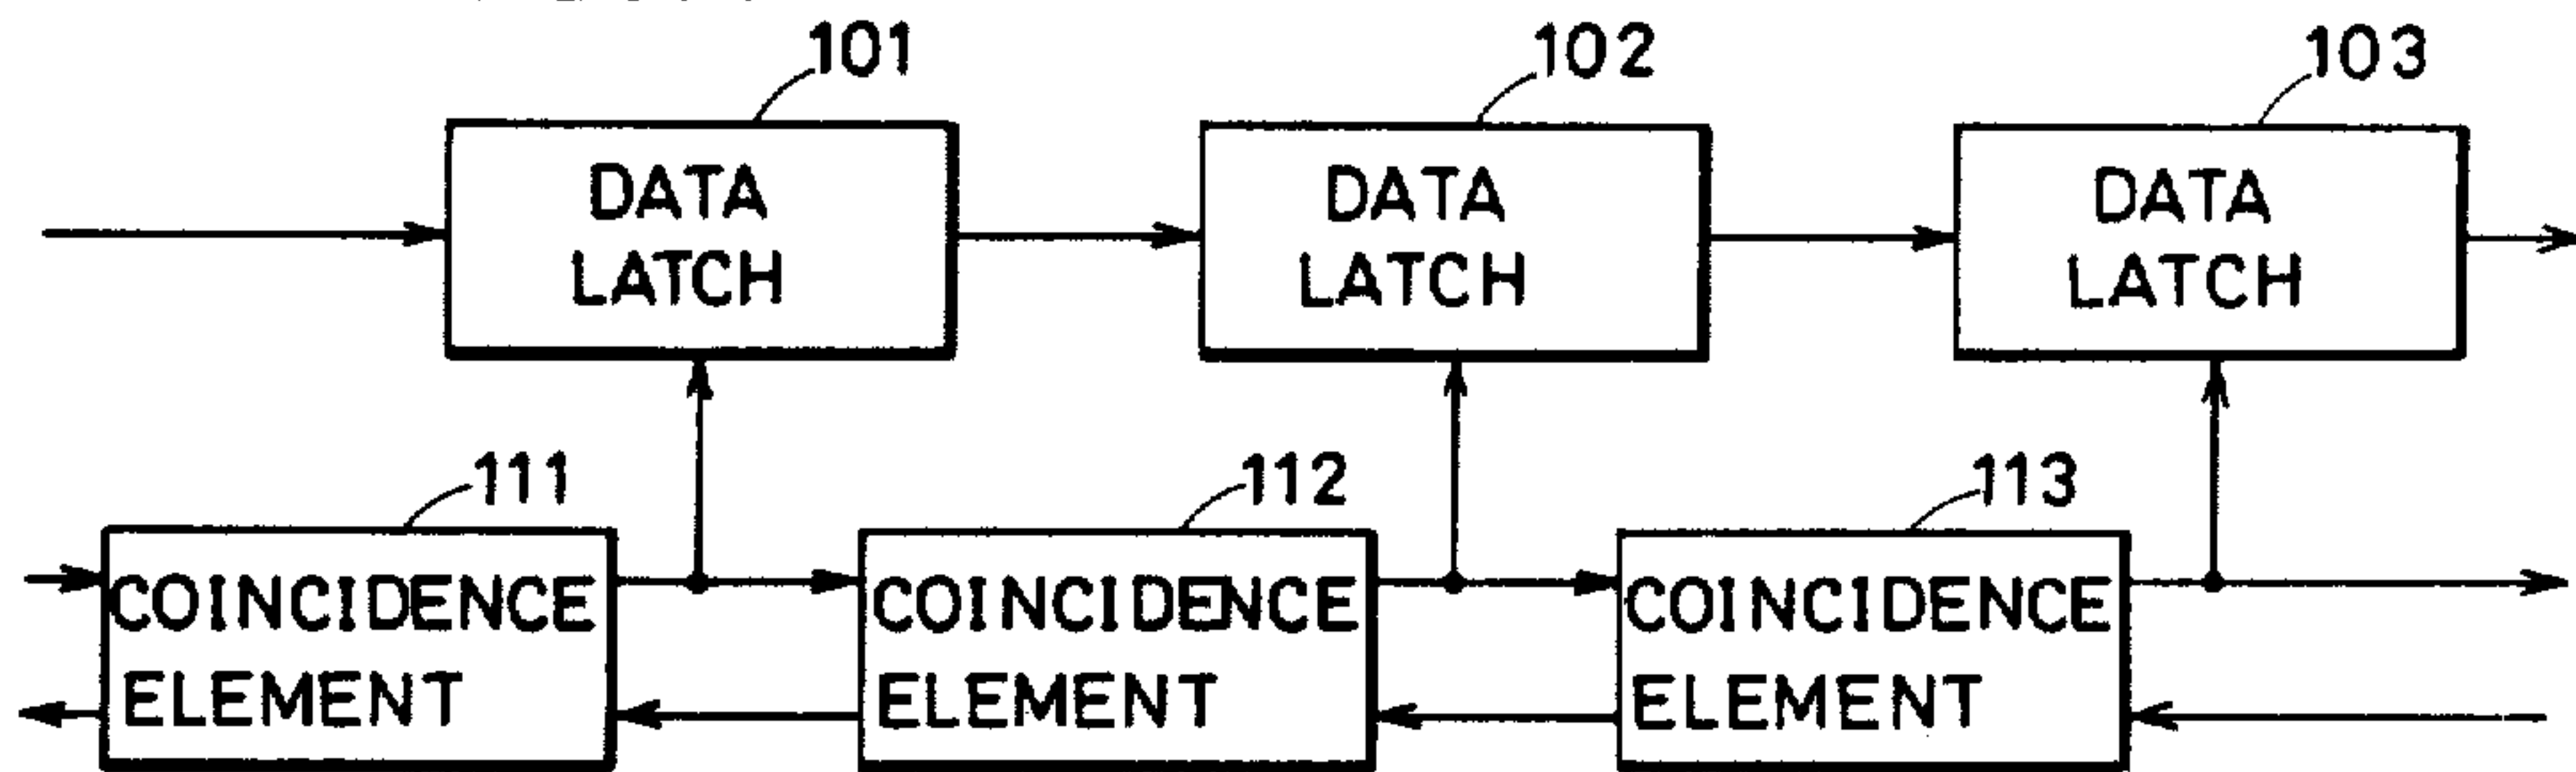 101
102
103
DATA
LATCH
DATA
LATCH
DATA
LATCH
111
112
113
COINCIDENCE
ELEMENT
COINCIDENCE
ELEMENT
COINCIDENCE
ELEMENT